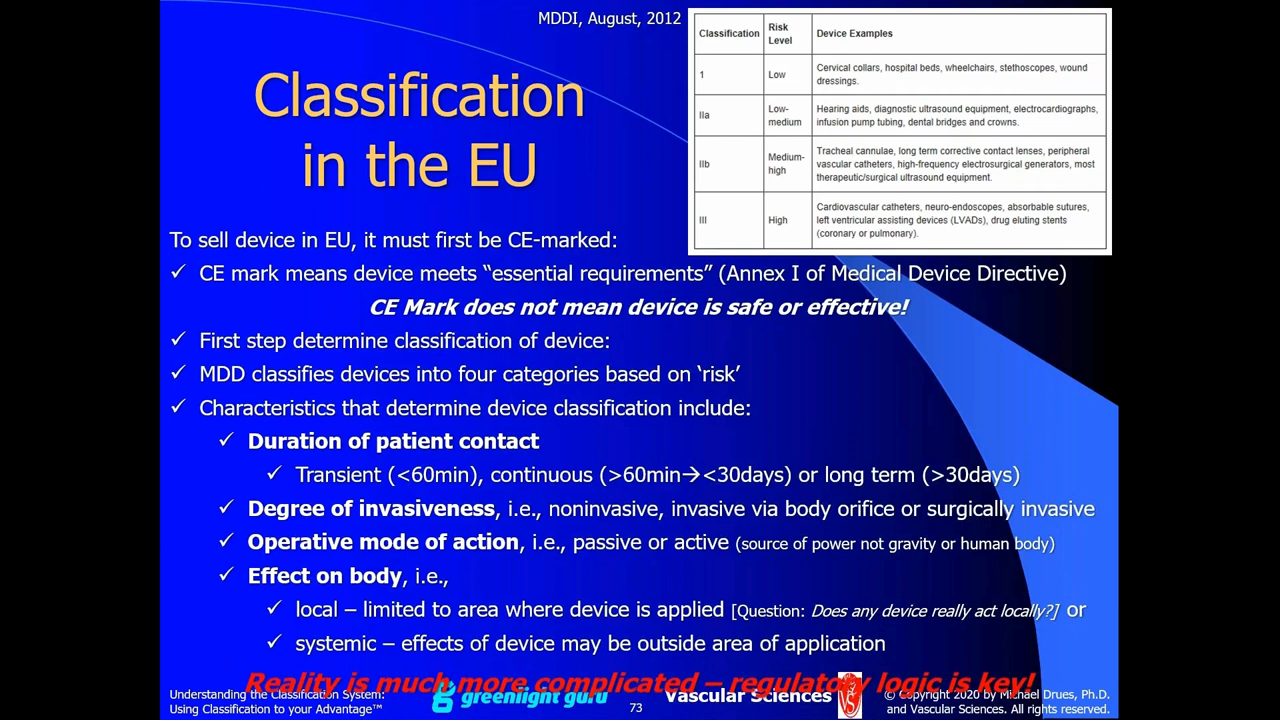 MDDI, August, 2012
Classification
in the EU
Classification Risk Level Device Examples
1 Low Cervical collars, hospital beds, wheelchairs, stethoscopes, wound
dressings.
IIa Low-medium Hearing aids, diagnostic ultrasound equipment, electrocardiographs,
infusion pump tubing, dental bridges and crowns.
IIb Medium-high Tracheal cannulae, long term corrective contact lenses, peripheral
vascular catheters, high-frequency electrosurgical generators, most
therapeutic/surgical ultrasound equipment.
III High Cardiovascular catheters, neuro-endoscopes, absorbable sutures,
left ventricular assisting devices (LVADs), drug eluting stents
(coronary or pulmonary).
To sell device in EU, it must first be CE-marked:
✓ CE mark means device meets “essential requirements” (Annex I of Medical Device Directive)
CE Mark does not mean device is safe or effective!
✓ First step determine classification of device:
✓ MDD classifies devices into four categories based on ‘risk’
✓ Characteristics that determine device classification include:
✓ Duration of patient contact
✓ Transient (<60min), continuous (>60min→<30days) or long term (>30days)
✓ Degree of invasiveness, i.e., noninvasive, invasive via body orifice or surgically invasive
✓ Operative mode of action, i.e., passive or active (source of power not gravity or human body)
✓ Effect on body, i.e.,
✓ local – limited to area where device is applied [Question: Does any device really act locally?] or
✓ systemic – effects of device may be outside area of application
Reality is much more complicated – regulatory logic is key!
Understanding the Classification System:
Using Classification to your Advantage™
greenlight guru
73
Vascular Sciences
© Copyright 2020 by Michael Drues, Ph.D.
and Vascular Sciences. All rights reserved.